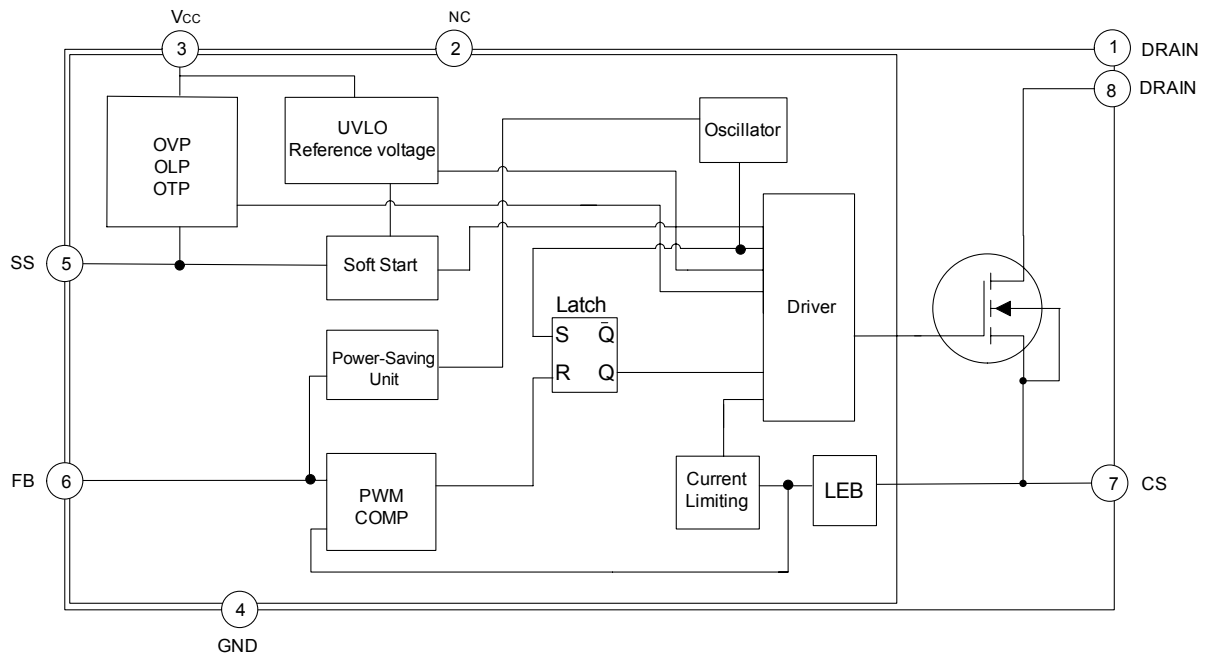 VCC
NC
3
2
1
DRAIN
8
DRAIN
OVP
OLP
OTP
UVLO
Reference voltage
Oscillator
SS
5
Soft Start
Driver
Latch
S Q̄
R Q
Power-Saving
Unit
FB
6
PWM
COMP
Current
Limiting
LEB
7
CS
4
GND